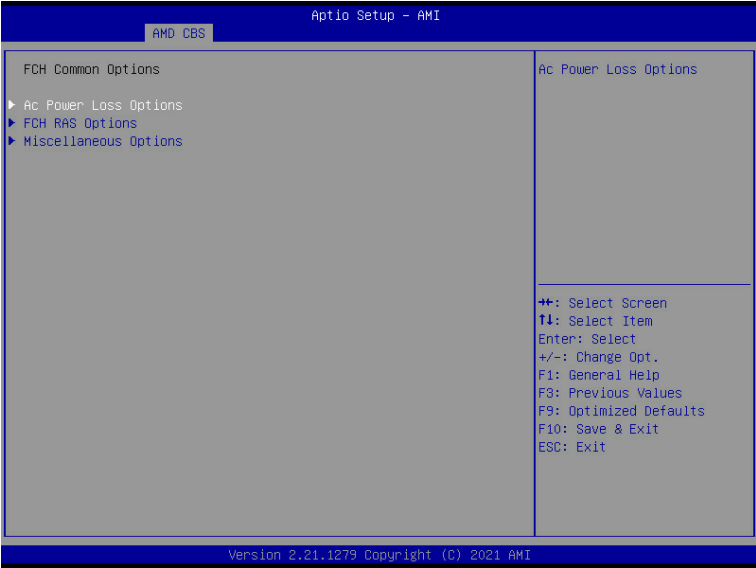 Aptio Setup – AMI
AMD CBS
FCH Common Options
Ac Power Loss Options
FCH RAS Options
Miscellaneous Options
Ac Power Loss Options
→←: Select Screen
↑↓: Select Item
Enter: Select
+/-: Change Opt.
F1: General Help
F3: Previous Values
F9: Optimized Defaults
F10: Save & Exit
ESC: Exit
Version 2.21.1279 Copyright (C) 2021 AMI